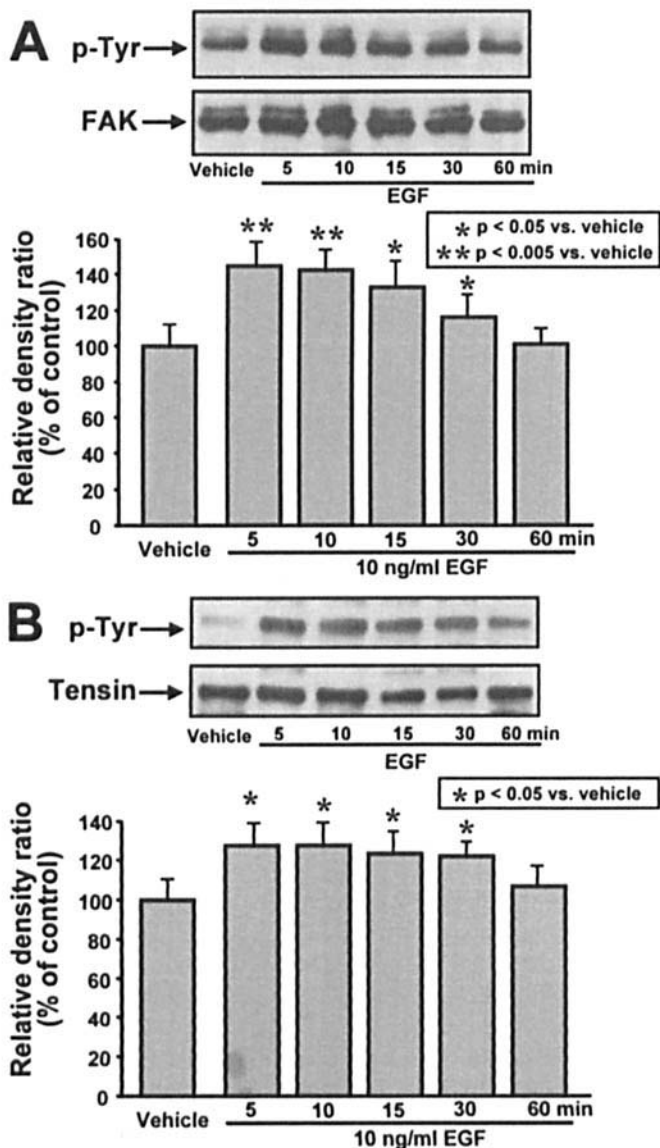 A
p-Tyr
FAK
Vehicle 5 10 15 30 60 min
EGF
* p < 0.05 vs. vehicle
** p < 0.005 vs. vehicle
Relative density ratio
(% of control)
160
140
120
100
80
60
40
20
0
** ** * *
Vehicle 5 10 15 30 60 min
10 ng/ml EGF
B
p-Tyr
Tensin
Vehicle 5 10 15 30 60 min
EGF
* p < 0.05 vs. vehicle
Relative density ratio
(% of control)
140
120
100
80
60
40
20
0
* * * *
Vehicle 5 10 15 30 60 min
10 ng/ml EGF